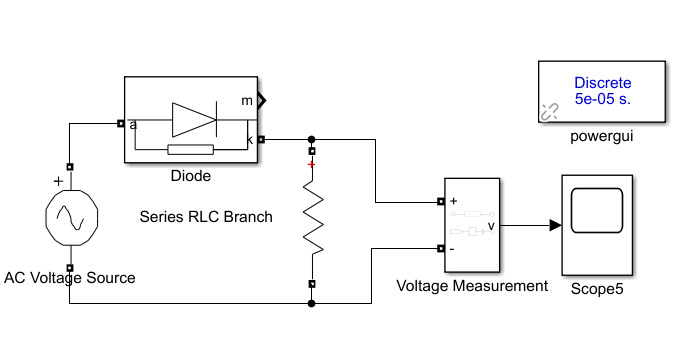 Discrete
5e-05 s.
powergui
m
a
k
Diode
+
Series RLC Branch
+
AC Voltage Source
+
v
-
Voltage Measurement
Scope5